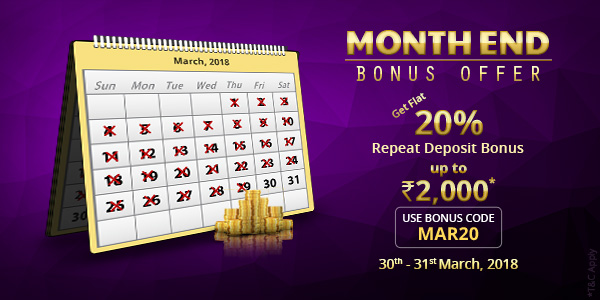 March, 2018
Sun Mon Tue Wed Thu Fri Sat
1 2 3
4 5 6 7 8 9 10
11 12 13 14 15 16 17
18 19 20 21 22 23 24
25 26 27 28 29 30 31
30
MONTH END
BONUS OFFER
Get Flat
20%
Repeat Deposit Bonus
up to
₹2,000*
USE BONUS CODE
MAR20
30th - 31st March, 2018
*T&C Apply